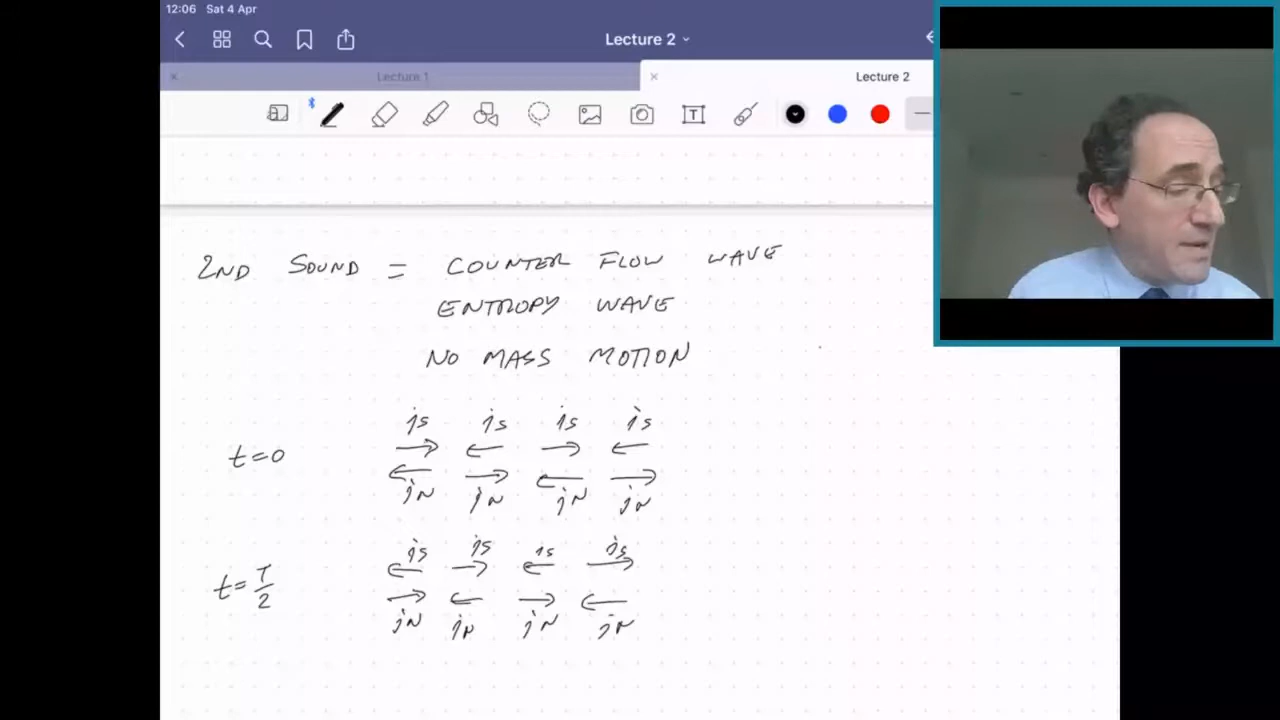 12:06 Sat 4 Apr
Lecture 2
Lecture 1
Lecture 2
T
2ND SOUND = COUNTER FLOW WAVE
ENTROPY WAVE
NO MASS MOTION
js js js js
t=0 → ← → ←
← → ← →
jN jN jN jN
js js js js
t=T/2 ← → ← →
→ ← → ←
jN jN jN jN